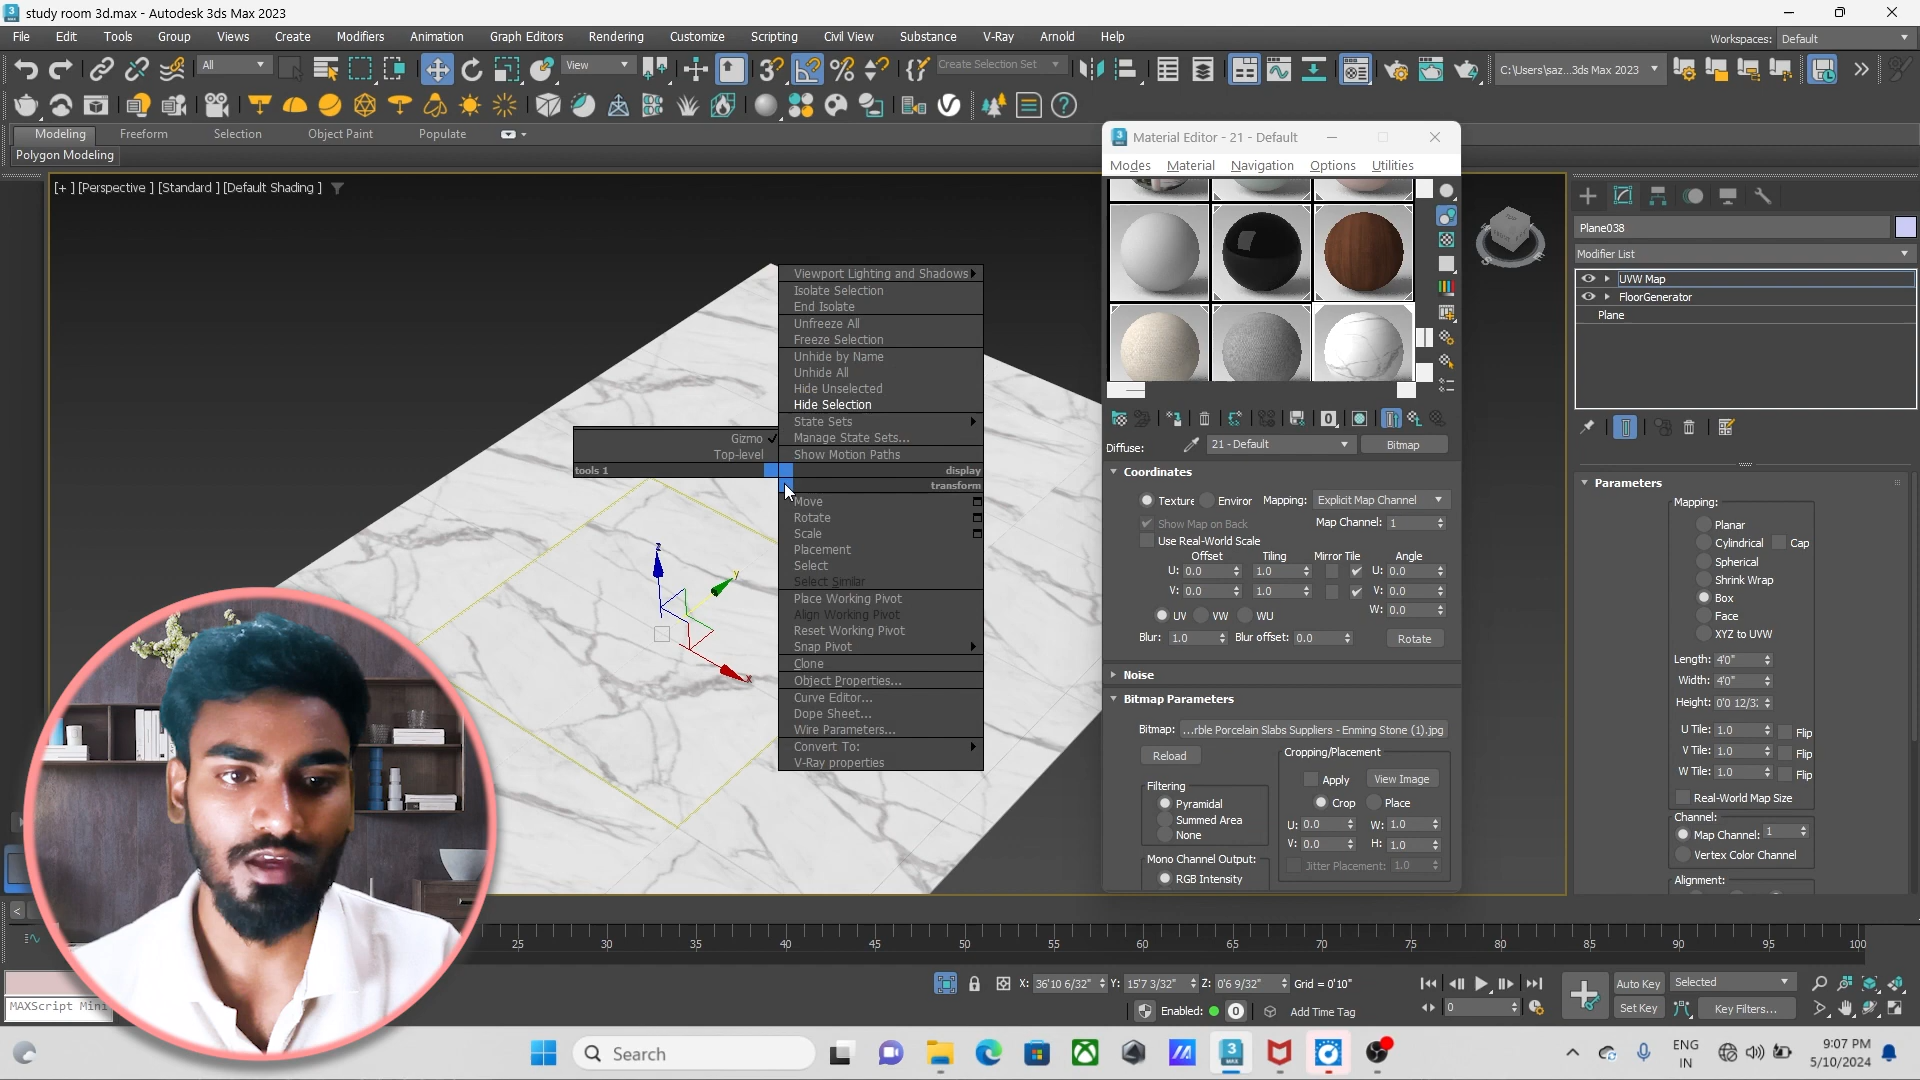 study room 3d.max - Autodesk 3ds Max 2023
File Edit Tools Group Views Create Modifiers Animation Graph Editors Rendering Customize Scripting Civil View Substance V-Ray Arnold Help
Workspaces: Default
All
View
Create Selection Set
C:\Users\saz...3ds Max 2023
Modeling Freeform Selection Object Paint Populate
Polygon Modeling
[+ ] [Perspective ] [Standard ] [Default Shading ]
Viewport Lighting and Shadows
Isolate Selection
End Isolate
Unfreeze All
Freeze Selection
Unhide by Name
Unhide All
Hide Unselected
Hide Selection
State Sets
Manage State Sets...
Show Motion Paths
Gizmo
Top-level
tools 1
display
transform
Move
Rotate
Scale
Placement
Select
Select Similar
Place Working Pivot
Align Working Pivot
Reset Working Pivot
Snap Pivot
Clone
Object Properties...
Curve Editor...
Dope Sheet...
Wire Parameters...
Convert To:
V-Ray properties
z
y
x
Material Editor - 21 - Default
Modes Material Navigation Options Utilities
Diffuse: 21 - Default Bitmap
Coordinates
Texture Enviror Mapping: Explicit Map Channel
Show Map on Back Map Channel: 1
Use Real-World Scale
Offset Tiling Mirror Tile Angle
U: 0.0 1.0 U: 0.0
V: 0.0 1.0 V: 0.0
W: 0.0
UV VW WU
Blur: 1.0 Blur offset: 0.0 Rotate
Noise
Bitmap Parameters
Bitmap: ...rble Porcelain Slabs Suppliers - Enming Stone (1).jpg
Reload
Cropping/Placement
Apply View Image
Crop Place
U: 0.0 W: 1.0
V: 0.0 H: 1.0
Jitter Placement: 1.0
Filtering
Pyramidal
Summed Area
None
Mono Channel Output:
RGB Intensity
Plane038
Modifier List
UVW Map
FloorGenerator
Plane
Parameters
Mapping:
Planar
Cylindrical Cap
Spherical
Shrink Wrap
Box
Face
XYZ to UVW
Length: 4'0"
Width: 4'0"
Height: 0'0 12/3:
U Tile: 1.0 Flip
V Tile: 1.0 Flip
W Tile: 1.0 Flip
Real-World Map Size
Channel:
Map Channel: 1
Vertex Color Channel
Alignment:
25 30 35 40 45 50 55 60 65 70 75 80 85 90 95 100
MAXScript Mini
X: 36'10 6/32" Y: 15'7 3/32" Z: 0'6 9/32" Grid = 0'10"
Enabled: 0 Add Time Tag
0
Auto Key Selected
Set Key Key Filters...
Search
ENG
IN
9:07 PM
5/10/2024